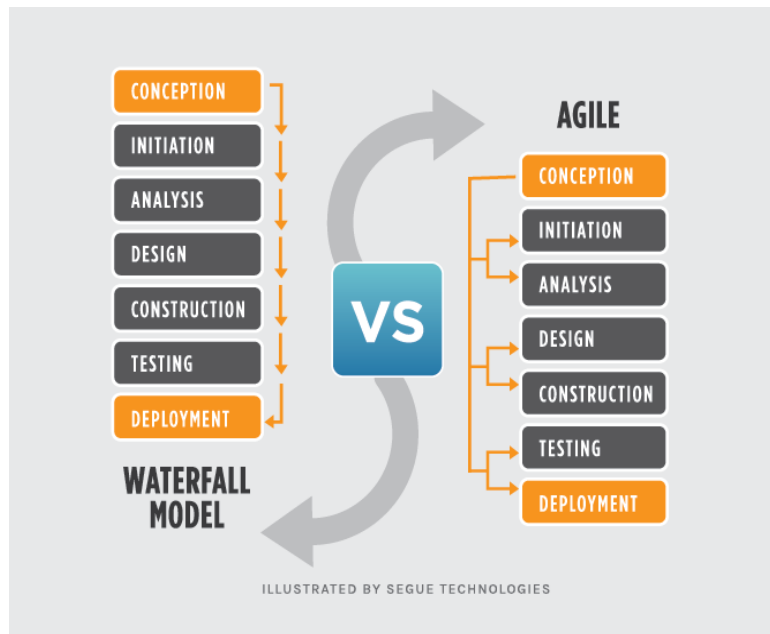 CONCEPTION
INITIATION
ANALYSIS
DESIGN
CONSTRUCTION
TESTING
DEPLOYMENT
WATERFALL
MODEL
VS
AGILE
CONCEPTION
INITIATION
ANALYSIS
DESIGN
CONSTRUCTION
TESTING
DEPLOYMENT
ILLUSTRATED BY SEGUE TECHNOLOGIES